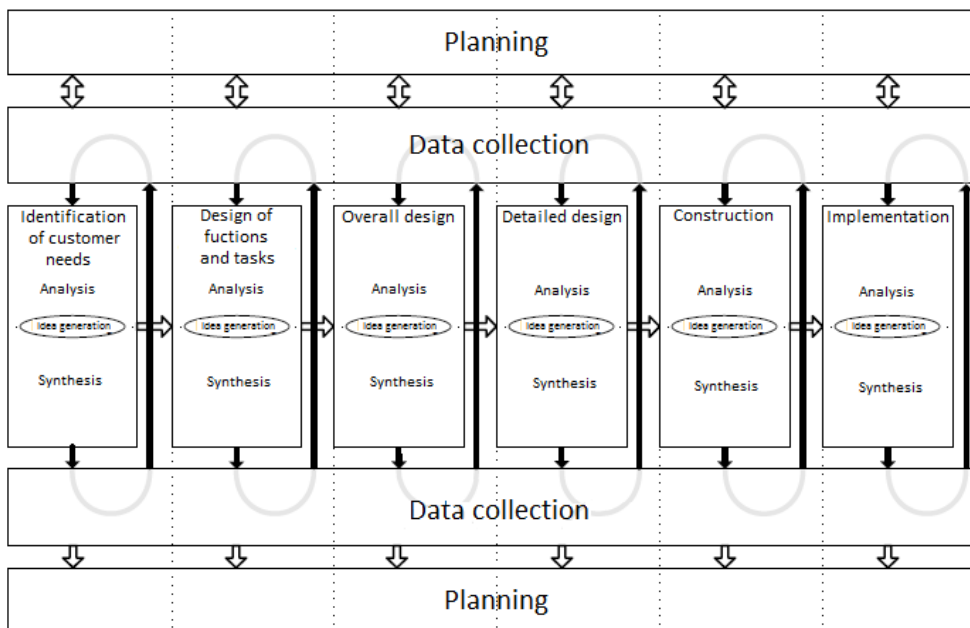 Planning
Data collection
Identification
of customer
needs
Analysis
Idea generation
Synthesis
Design of
fuctions
and tasks
Analysis
Idea generation
Synthesis
Overall design
Analysis
Idea generation
Synthesis
Detailed design
Analysis
Idea generation
Synthesis
Construction
Analysis
Idea generation
Synthesis
Implementation
Analysis
Idea generation
Synthesis
Data collection
Planning